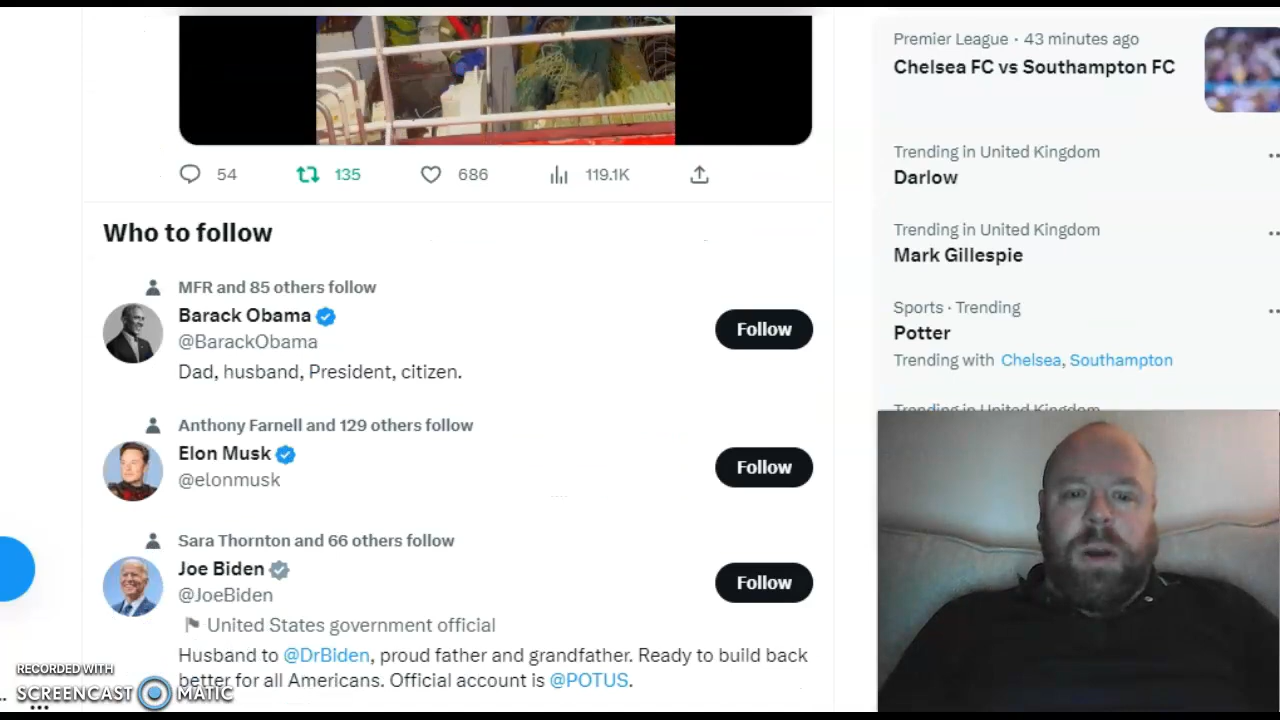 54 135 686 119.1K
Who to follow
MFR and 85 others follow
Barack Obama
@BarackObama
Dad, husband, President, citizen.
Follow
Anthony Farnell and 129 others follow
Elon Musk
@elonmusk
Follow
Sara Thornton and 66 others follow
Joe Biden
@JoeBiden
United States government official
Husband to @DrBiden, proud father and grandfather. Ready to build back
better for all Americans. Official account is @POTUS.
Follow
Premier League · 43 minutes ago
Chelsea FC vs Southampton FC
Trending in United Kingdom
Darlow
Trending in United Kingdom
Mark Gillespie
Sports · Trending
Potter
Trending with Chelsea, Southampton
Trending in United Kingdom
RECORDED WITH
SCREENCAST MATIC